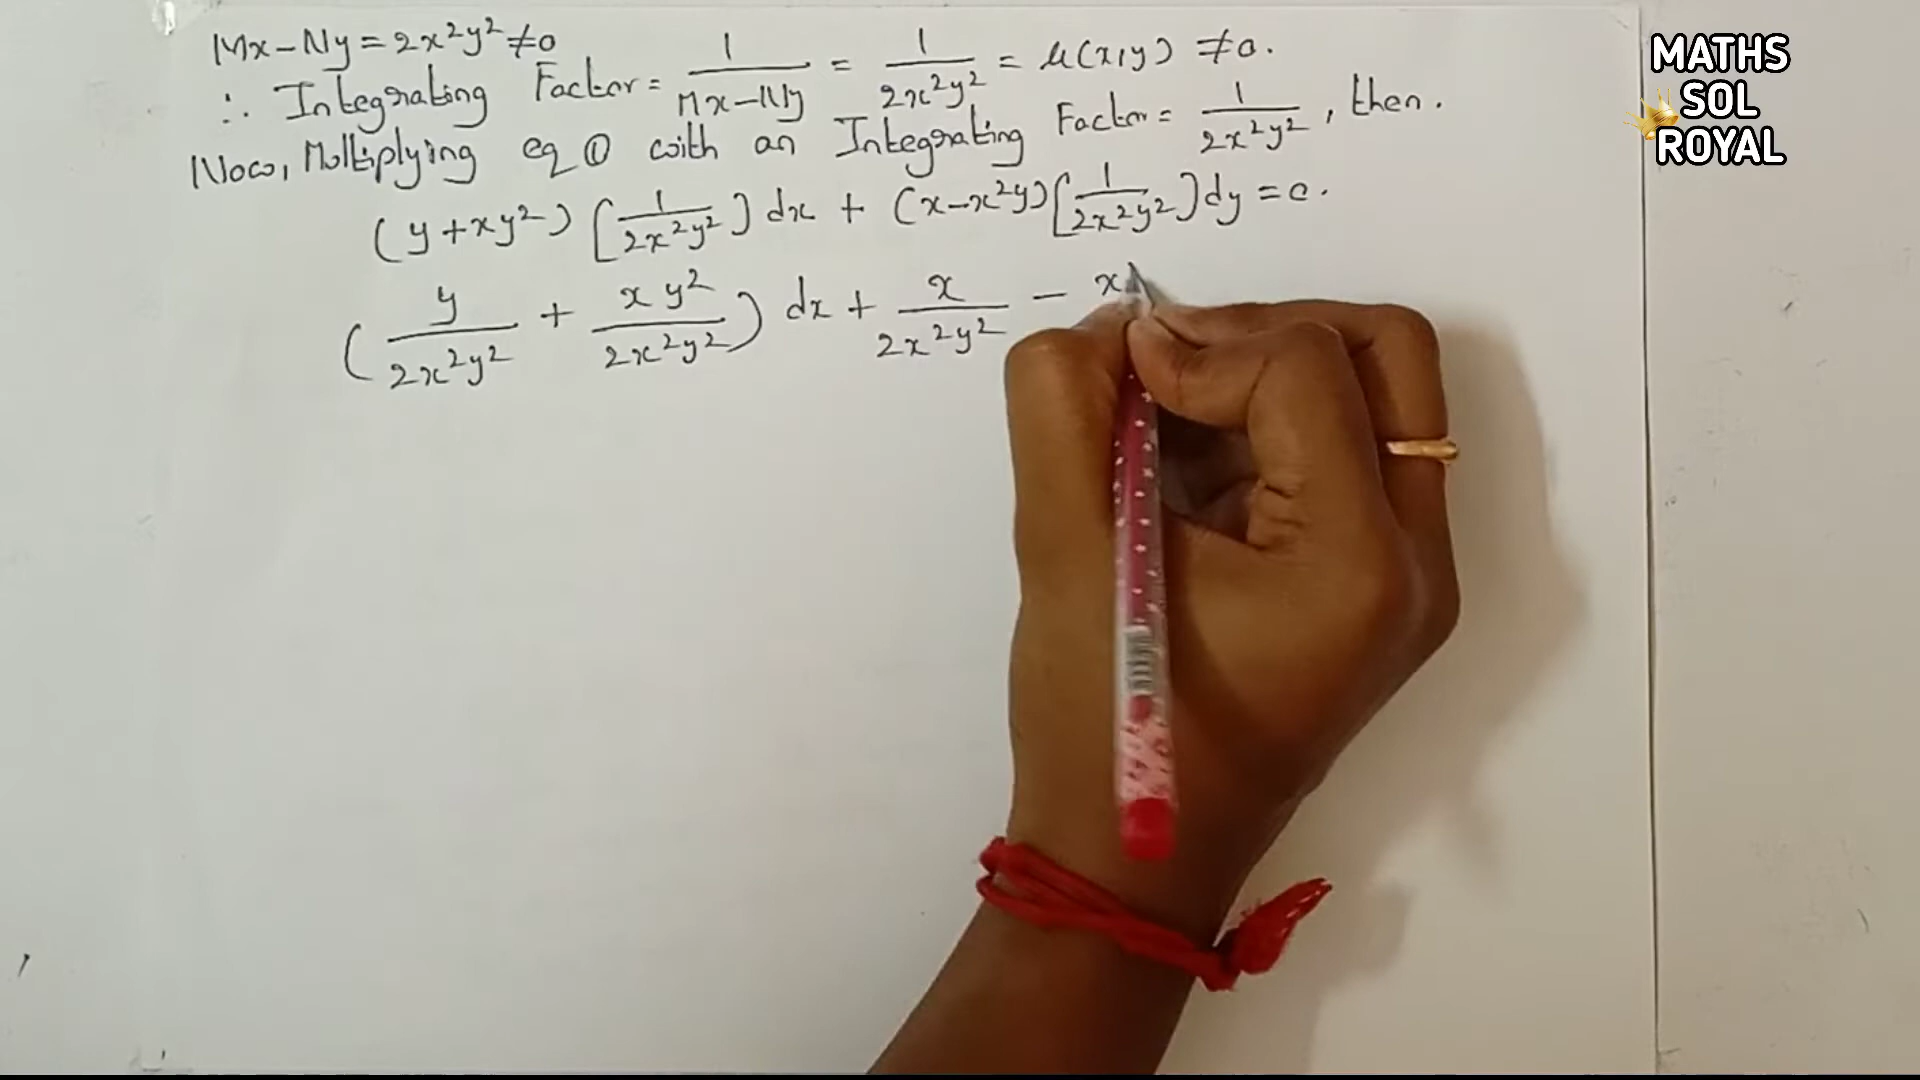 Mx-Ny = 2x²y² ≠ 0
∴ Integrating Factor = 1/(Mx-Ny) = 1/(2x²y²) = μ(x,y) ≠ 0.
Now, Multiplying eq ① with an Integrating Factor = 1/(2x²y²), then.
(y+xy²) [1/(2x²y²)] dx + (x-x²y) [1/(2x²y²)] dy = 0.
(y/(2x²y²) + xy²/(2x²y²)) dx + x/(2x²y²) - x
MATHS
SOL
ROYAL